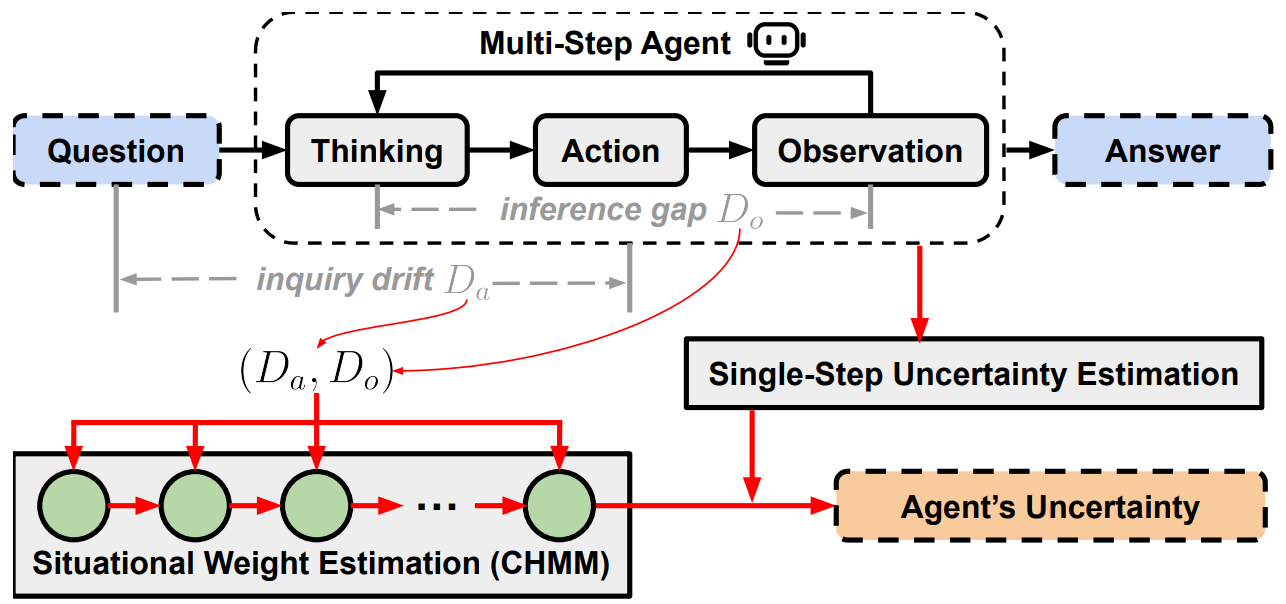 Multi-Step Agent
Question
Thinking
Action
Observation
Answer
inference gap D_o
inquiry drift D_a
(D_a, D_o)
Single-Step Uncertainty Estimation
...
Agent's Uncertainty
Situational Weight Estimation (CHMM)